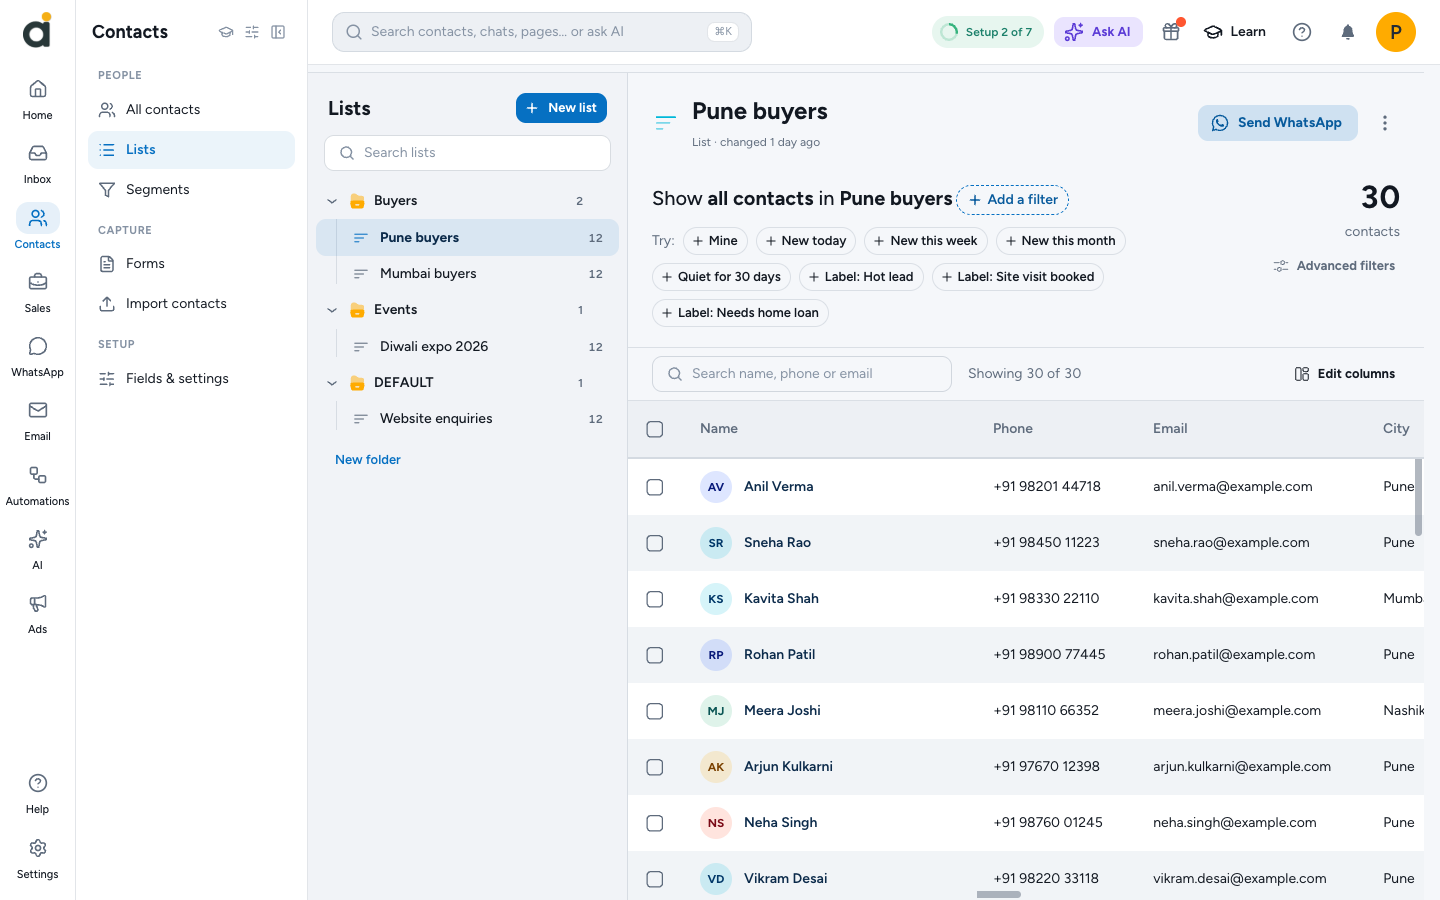 Home
Inbox
Contacts
Sales
WhatsApp
Email
Automations
AI
Ads
Help
Settings
Contacts
PEOPLE
All contacts
Lists
Segments
CAPTURE
Forms
Import contacts
SETUP
Fields & settings
Search contacts, chats, pages... or ask AI
⌘K
Setup 2 of 7
Ask AI
Learn
P
Lists
New list
Search lists
Buyers 2
Pune buyers 12
Mumbai buyers 12
Events 1
Diwali expo 2026 12
DEFAULT 1
Website enquiries 12
New folder
Pune buyers
List · changed 1 day ago
Send WhatsApp
Show all contacts in Pune buyers
Add a filter
30
contacts
Try:
Mine
New today
New this week
New this month
Quiet for 30 days
Label: Hot lead
Label: Site visit booked
Label: Needs home loan
Advanced filters
Search name, phone or email
Showing 30 of 30
Edit columns
Name Phone Email City
AV Anil Verma +91 98201 44718 anil.verma@example.com Pune
SR Sneha Rao +91 98450 11223 sneha.rao@example.com Pune
KS Kavita Shah +91 98330 22110 kavita.shah@example.com Mumb
RP Rohan Patil +91 98900 77445 rohan.patil@example.com Pune
MJ Meera Joshi +91 98110 66352 meera.joshi@example.com Nashik
AK Arjun Kulkarni +91 97670 12398 arjun.kulkarni@example.com Pune
NS Neha Singh +91 98760 01245 neha.singh@example.com Pune
VD Vikram Desai +91 98220 33118 vikram.desai@example.com Pune